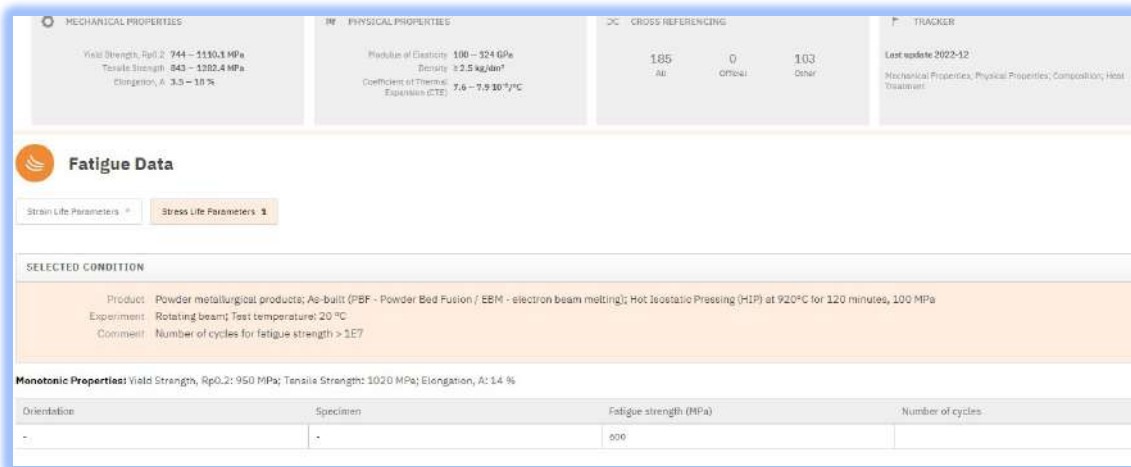 MECHANICAL PROPERTIES
Yield Strength, Rp0.2 744 – 1110.1 MPa
Tensile Strength 843 – 1282.4 MPa
Elongation, A 3.5 – 18 %
PHYSICAL PROPERTIES
Modulus of Elasticity 100 – 124 GPa
Density ≥ 2.5 kg/dm³
Coefficient of Thermal
Expansion (CTE) 7.6 – 7.9 10⁻⁶/°C
CROSS REFERENCING
185 0 103
All Official Other
TRACKER
Last update 2022-12
Mechanical Properties, Physical Properties, Composition, Heat
Treatment
Fatigue Data
Strain Life Parameters
Stress Life Parameters 1
SELECTED CONDITION
Product Powder metallurgical products; As-built (PBF - Powder Bed Fusion / EBM - electron beam melting); Hot Isostatic Pressing (HIP) at 920°C for 120 minutes, 100 MPa
Experiment Rotating beam; Test temperature: 20 °C
Comment Number of cycles for fatigue strength > 1E7
Monotonic Properties: Yield Strength, Rp0.2: 950 MPa; Tensile Strength: 1020 MPa; Elongation, A: 14 %
Orientation Specimen Fatigue strength (MPa) Number of cycles
- - 600